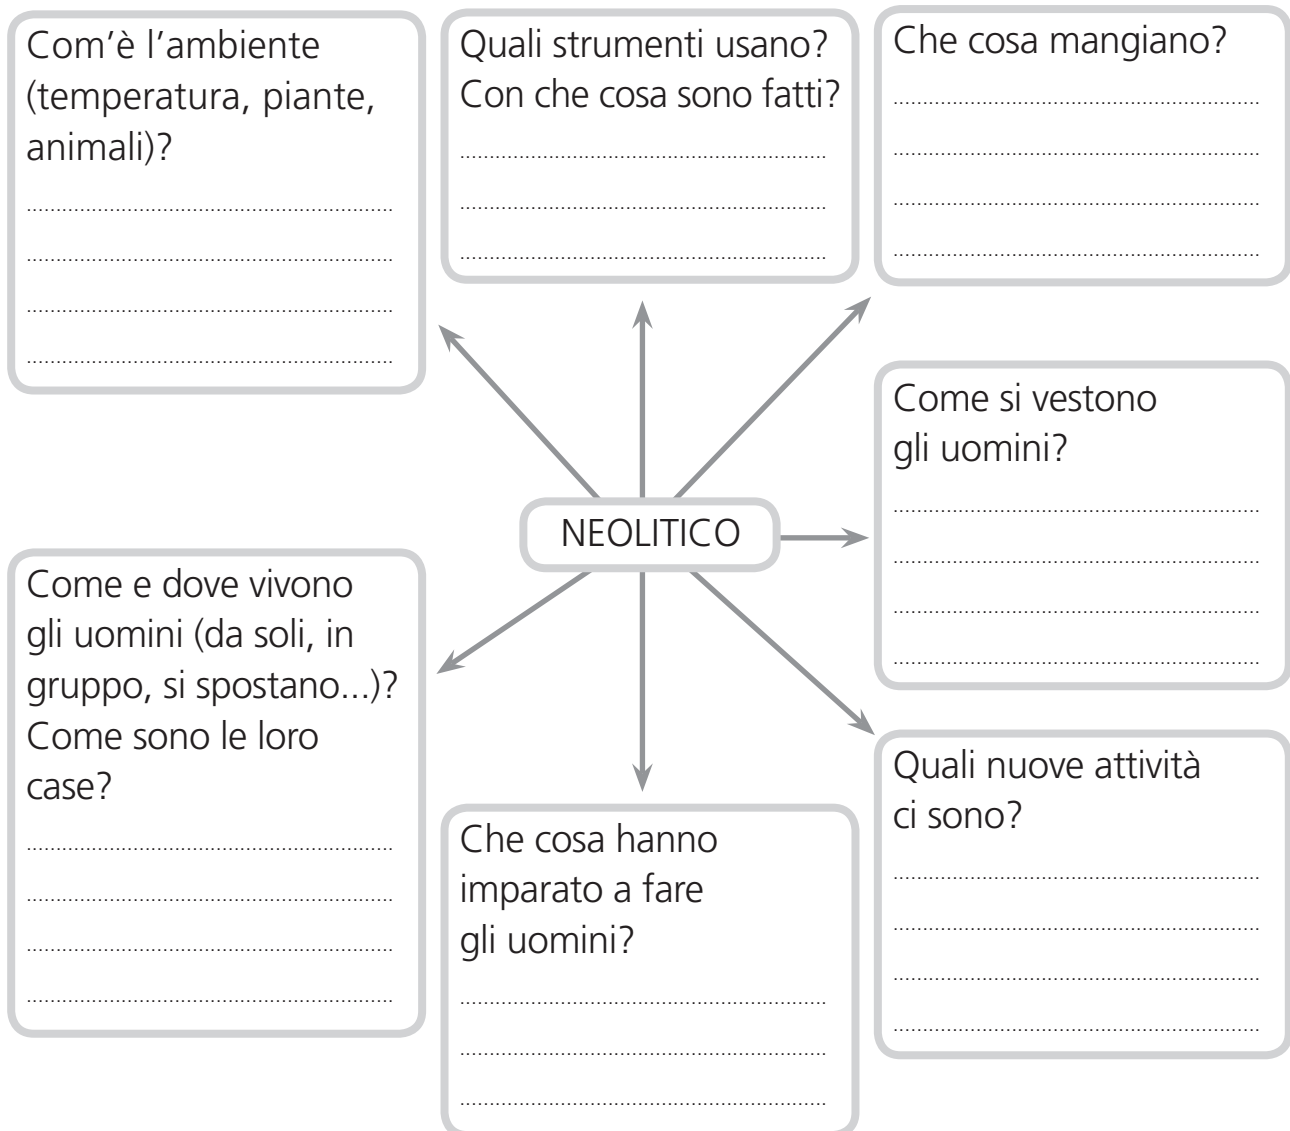 Com’è l’ambiente
(temperatura, piante,
animali)?
Quali strumenti usano?
Con che cosa sono fatti?
Che cosa mangiano?
Come si vestono
gli uomini?
NEOLITICO
Come e dove vivono
gli uomini (da soli, in
gruppo, si spostano...)?
Come sono le loro
case?
Che cosa hanno
imparato a fare
gli uomini?
Quali nuove attività
ci sono?